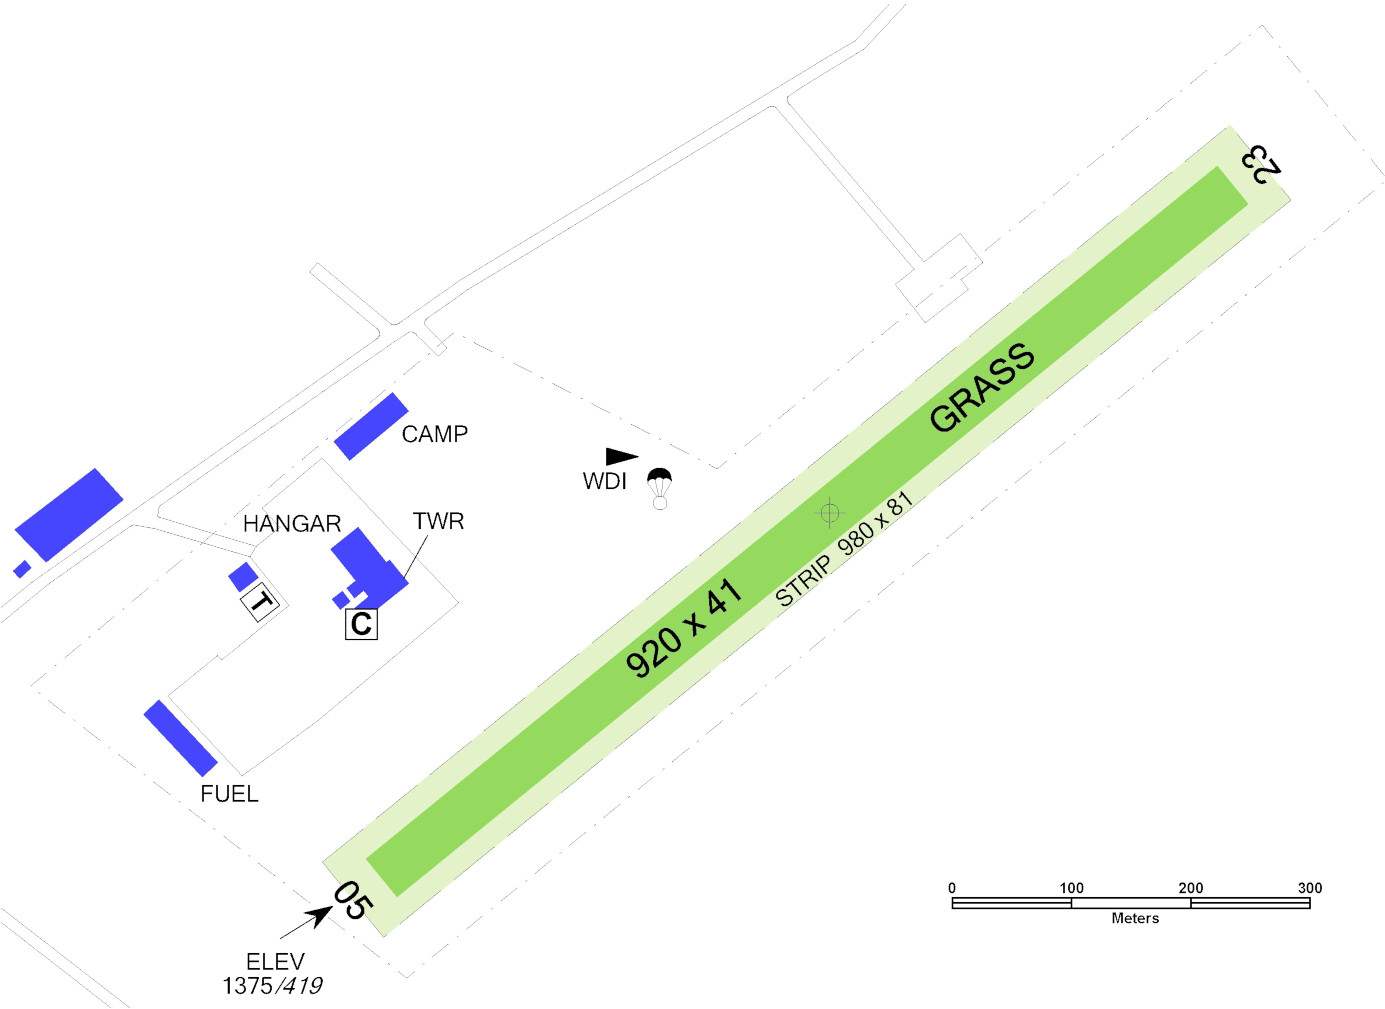 23
GRASS
CAMP
WDI
HANGAR
TWR
STRIP 980 x 81
T
C
920 x 41
FUEL
05
0 100 200 300
Meters
ELEV
1375/419